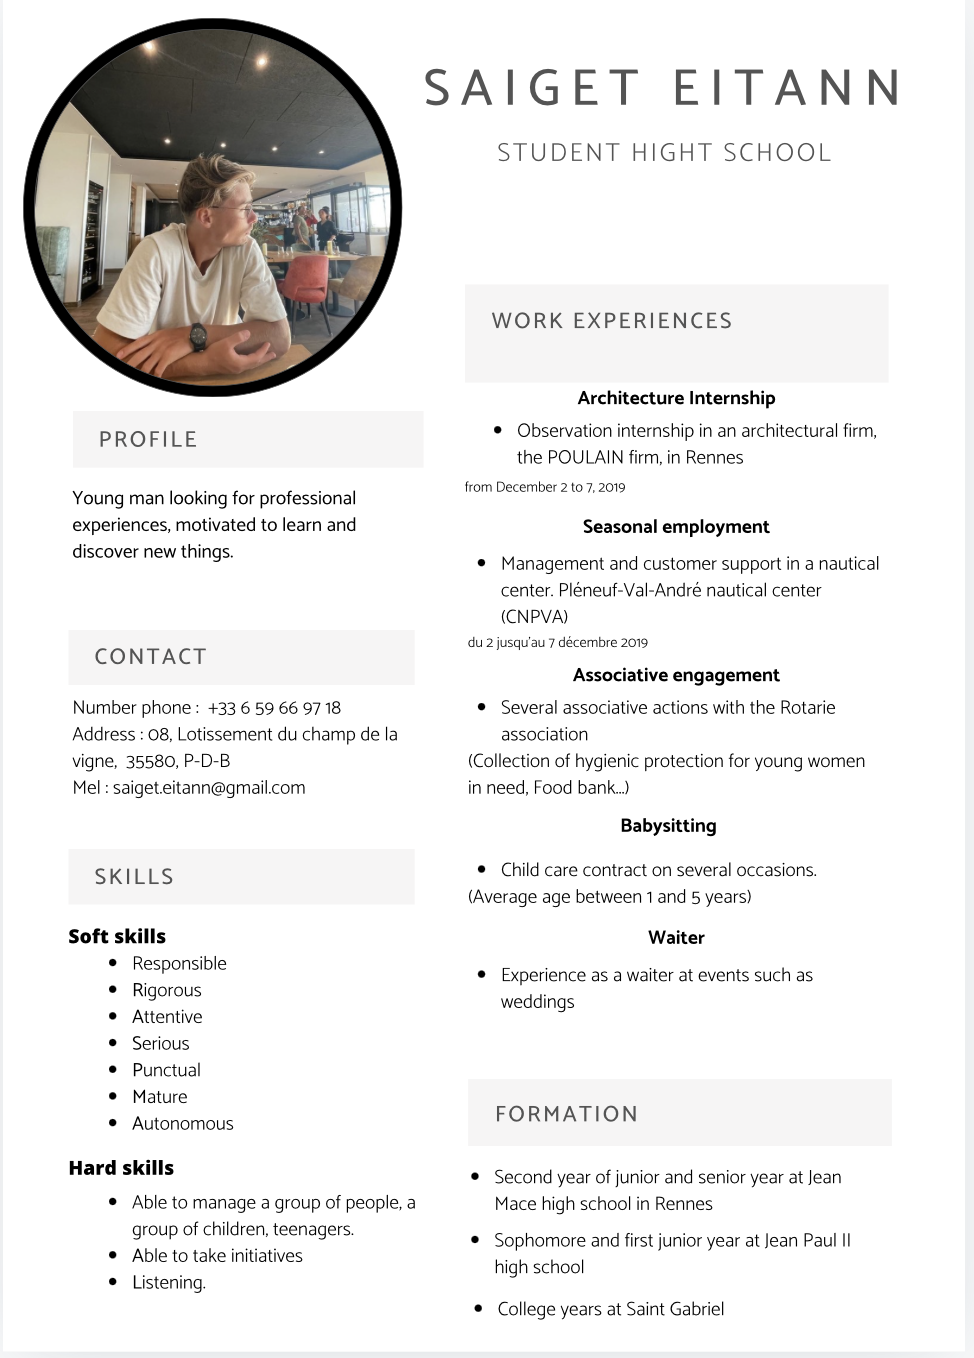 SAIGET EITANN
STUDENT HIGHT SCHOOL
PROFILE
Young man looking for professional
experiences, motivated to learn and
discover new things.
CONTACT
Number phone :  +33 6 59 66 97 18
Address : 08, Lotissement du champ de la
vigne,  35580, P-D-B
Mel : saiget.eitann@gmail.com
SKILLS
Soft skills
• Responsible
• Rigorous
• Attentive
• Serious
• Punctual
• Mature
• Autonomous
Hard skills
• Able to manage a group of people, a
group of children, teenagers.
• Able to take initiatives
• Listening.
WORK EXPERIENCES
Architecture Internship
• Observation internship in an architectural firm,
the POULAIN firm, in Rennes
from December 2 to 7, 2019
Seasonal employment
• Management and customer support in a nautical
center. Pléneuf-Val-André nautical center
(CNPVA)
du 2 jusqu'au 7 décembre 2019
Associative engagement
• Several associative actions with the Rotarie
association
(Collection of hygienic protection for young women
in need, Food bank...)
Babysitting
• Child care contract on several occasions.
(Average age between 1 and 5 years)
Waiter
• Experience as a waiter at events such as
weddings
FORMATION
• Second year of junior and senior year at Jean
Mace high school in Rennes
• Sophomore and first junior year at Jean Paul II
high school
• College years at Saint Gabriel